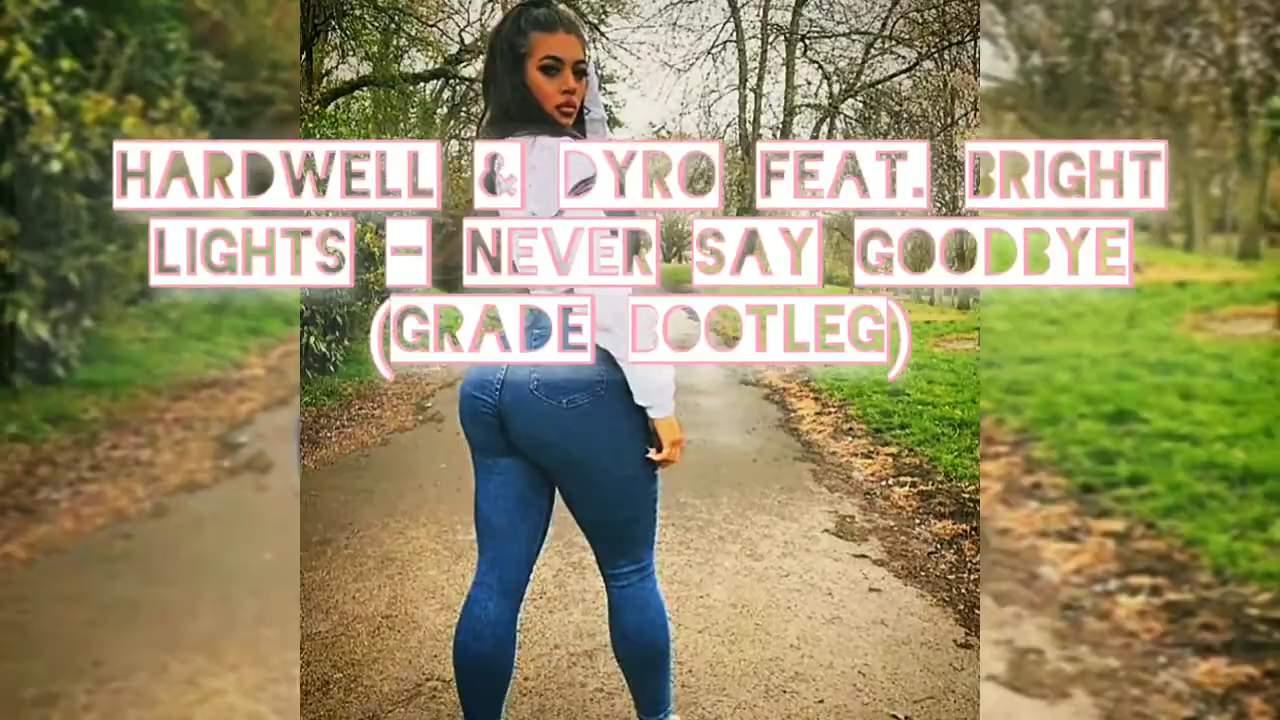 HARDWELL & DYRO FEAT. BRIGHT
LIGHTS - NEVER SAY GOODBYE
(GRADE BOOTLEG)